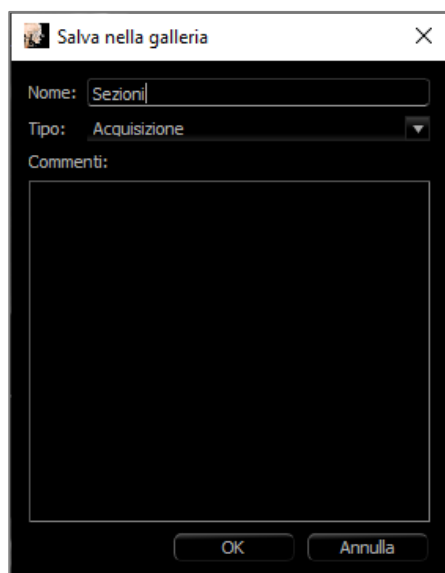 Salva nella galleria
Nome: Sezioni
Tipo: Acquisizione
Commenti:
OK Annulla